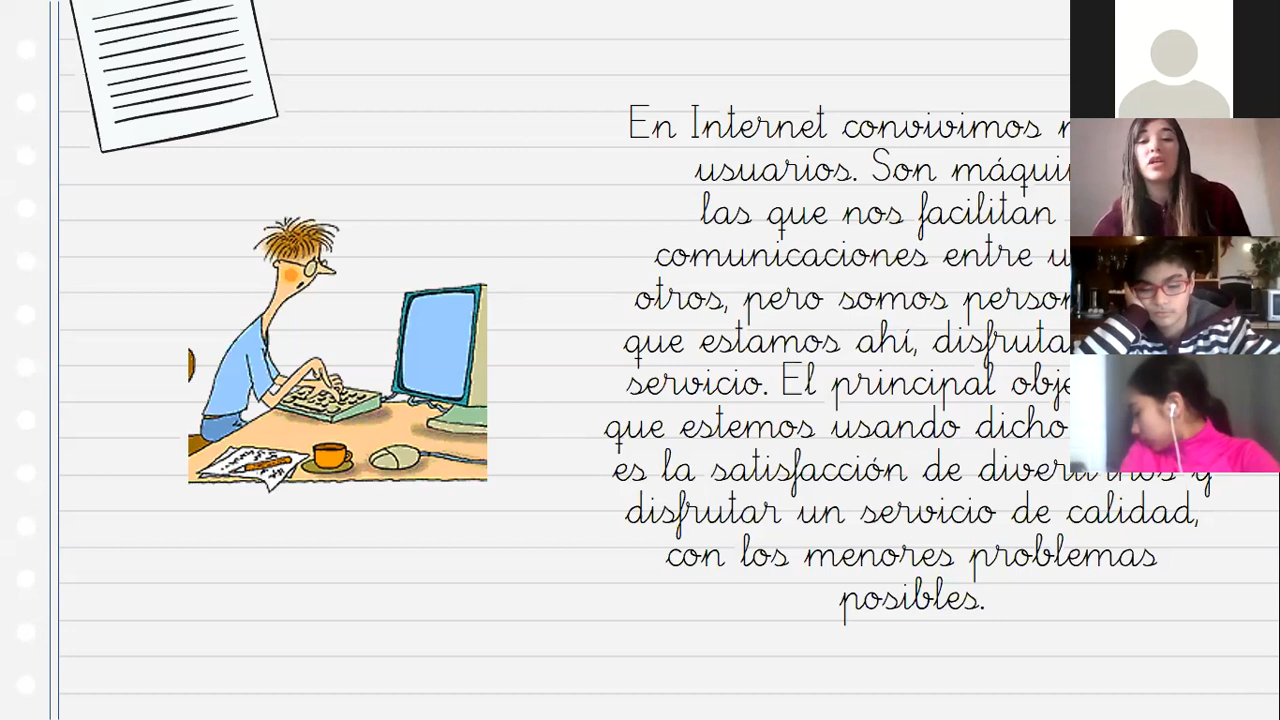 En Internet convivimos
usuarios. Son
las que nos facilitan
comunicaciones entre
otros, pero somos
que estamos ahí,
servicio. El principal
que estemos usando dicho
es la satisfacción de
disfrutar un servicio de calidad,
con los menores problemas
posibles.